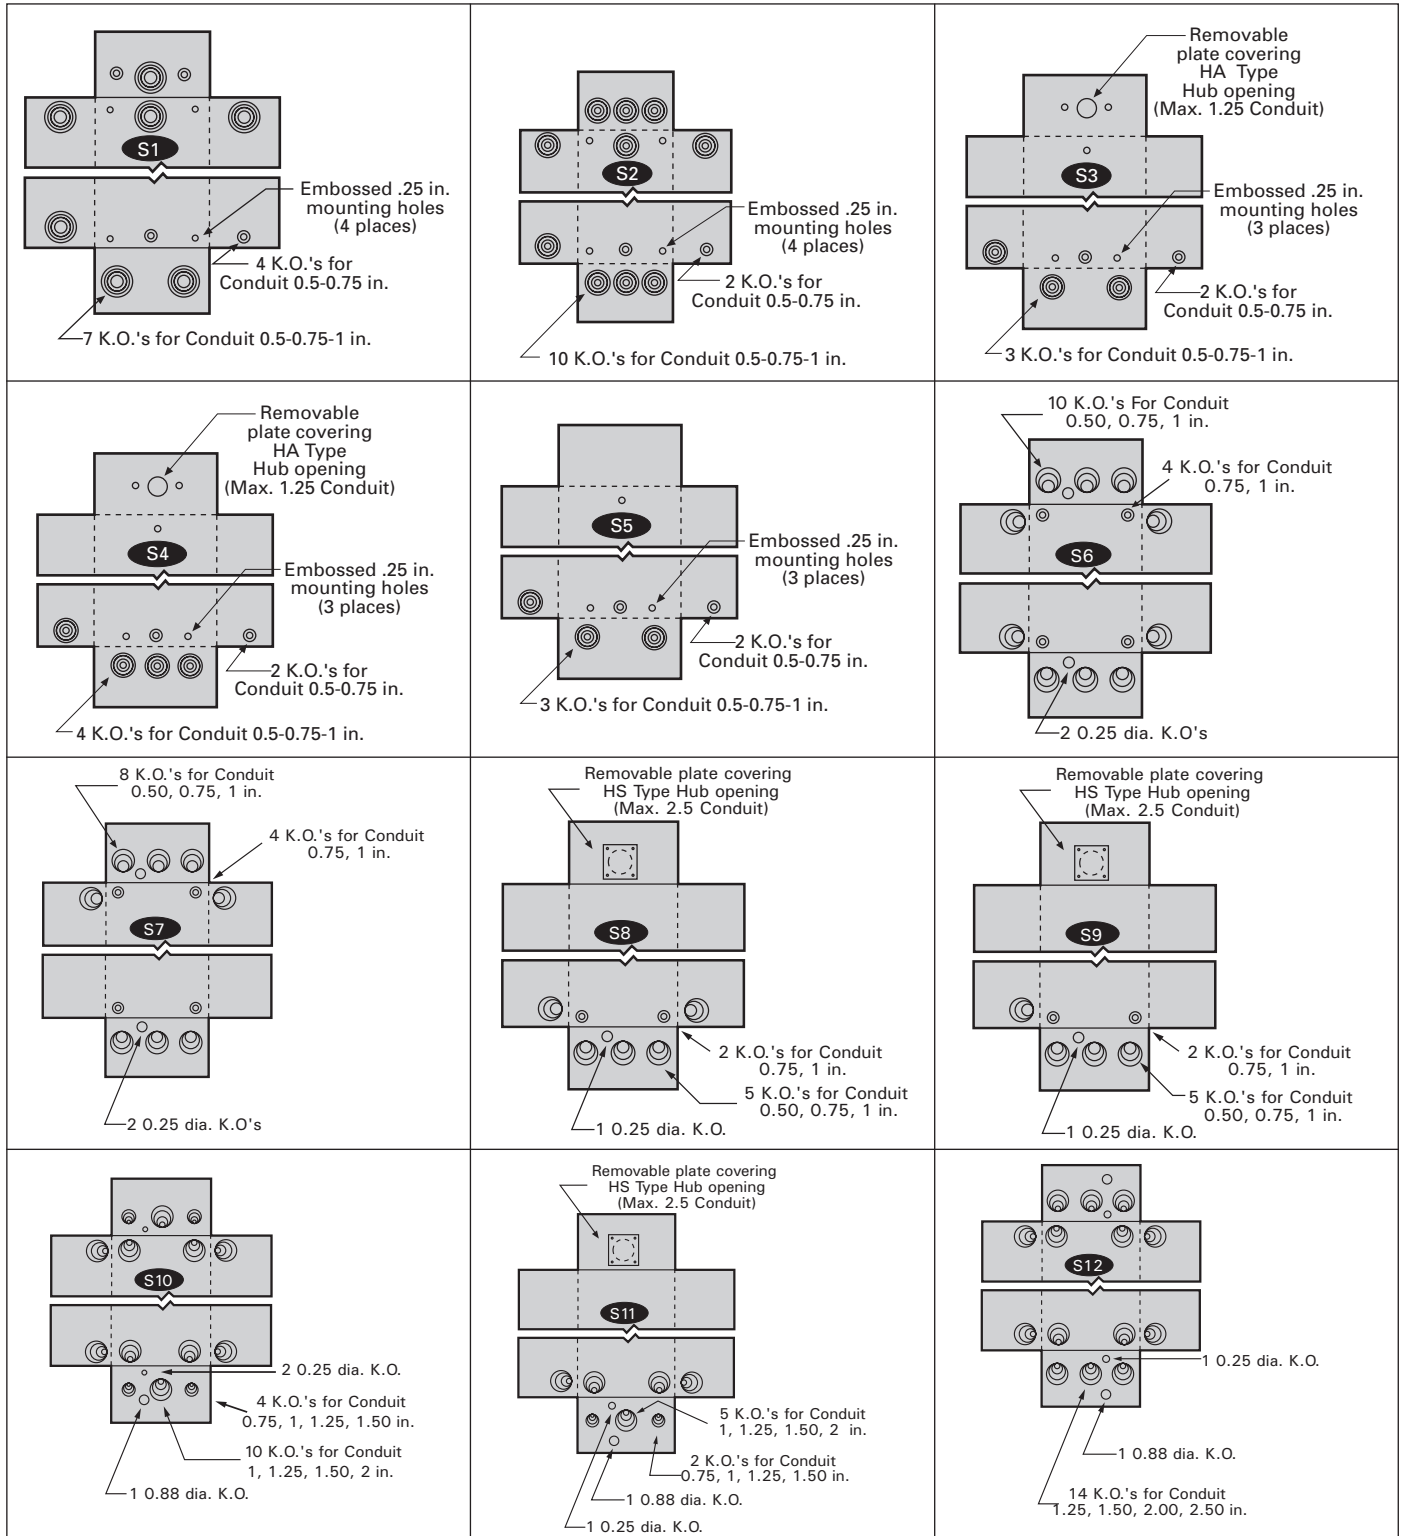 S1
Embossed .25 in.
mounting holes
(4 places)
4 K.O.'s for
Conduit 0.5-0.75 in.
7 K.O.'s for Conduit 0.5-0.75-1 in.
S2
Embossed .25 in.
mounting holes
(4 places)
2 K.O.'s for
Conduit 0.5-0.75 in.
10 K.O.'s for Conduit 0.5-0.75-1 in.
Removable
plate covering
HA Type
Hub opening
(Max. 1.25 Conduit)
S3
Embossed .25 in.
mounting holes
(3 places)
2 K.O.'s for
Conduit 0.5-0.75 in.
3 K.O.'s for Conduit 0.5-0.75-1 in.
Removable
plate covering
HA Type
Hub opening
(Max. 1.25 Conduit)
S4
Embossed .25 in.
mounting holes
(3 places)
2 K.O.'s for
Conduit 0.5-0.75 in.
4 K.O.'s for Conduit 0.5-0.75-1 in.
S5
Embossed .25 in.
mounting holes
(3 places)
2 K.O.'s for
Conduit 0.5-0.75 in.
3 K.O.'s for Conduit 0.5-0.75-1 in.
10 K.O.'s For Conduit
0.50, 0.75, 1 in.
4 K.O.'s for Conduit
0.75, 1 in.
S6
2 0.25 dia. K.O's
8 K.O.'s for Conduit
0.50, 0.75, 1 in.
4 K.O.'s for Conduit
0.75, 1 in.
S7
2 0.25 dia. K.O's
Removable plate covering
HS Type Hub opening
(Max. 2.5 Conduit)
S8
2 K.O.'s for Conduit
0.75, 1 in.
5 K.O.'s for Conduit
0.50, 0.75, 1 in.
1 0.25 dia. K.O.
Removable plate covering
HS Type Hub opening
(Max. 2.5 Conduit)
S9
2 K.O.'s for Conduit
0.75, 1 in.
5 K.O.'s for Conduit
0.50, 0.75, 1 in.
1 0.25 dia. K.O.
S10
2 0.25 dia. K.O.
4 K.O.'s for Conduit
0.75, 1, 1.25, 1.50 in.
10 K.O.'s for Conduit
1, 1.25, 1.50, 2 in.
1 0.88 dia. K.O.
Removable plate covering
HS Type Hub opening
(Max. 2.5 Conduit)
S11
5 K.O.'s for Conduit
1, 1.25, 1.50, 2 in.
2 K.O.'s for Conduit
0.75, 1, 1.25, 1.50 in.
1 0.88 dia. K.O.
1 0.25 dia. K.O.
S12
1 0.25 dia. K.O.
1 0.88 dia. K.O.
14 K.O.'s for Conduit
1.25, 1.50, 2.00, 2.50 in.